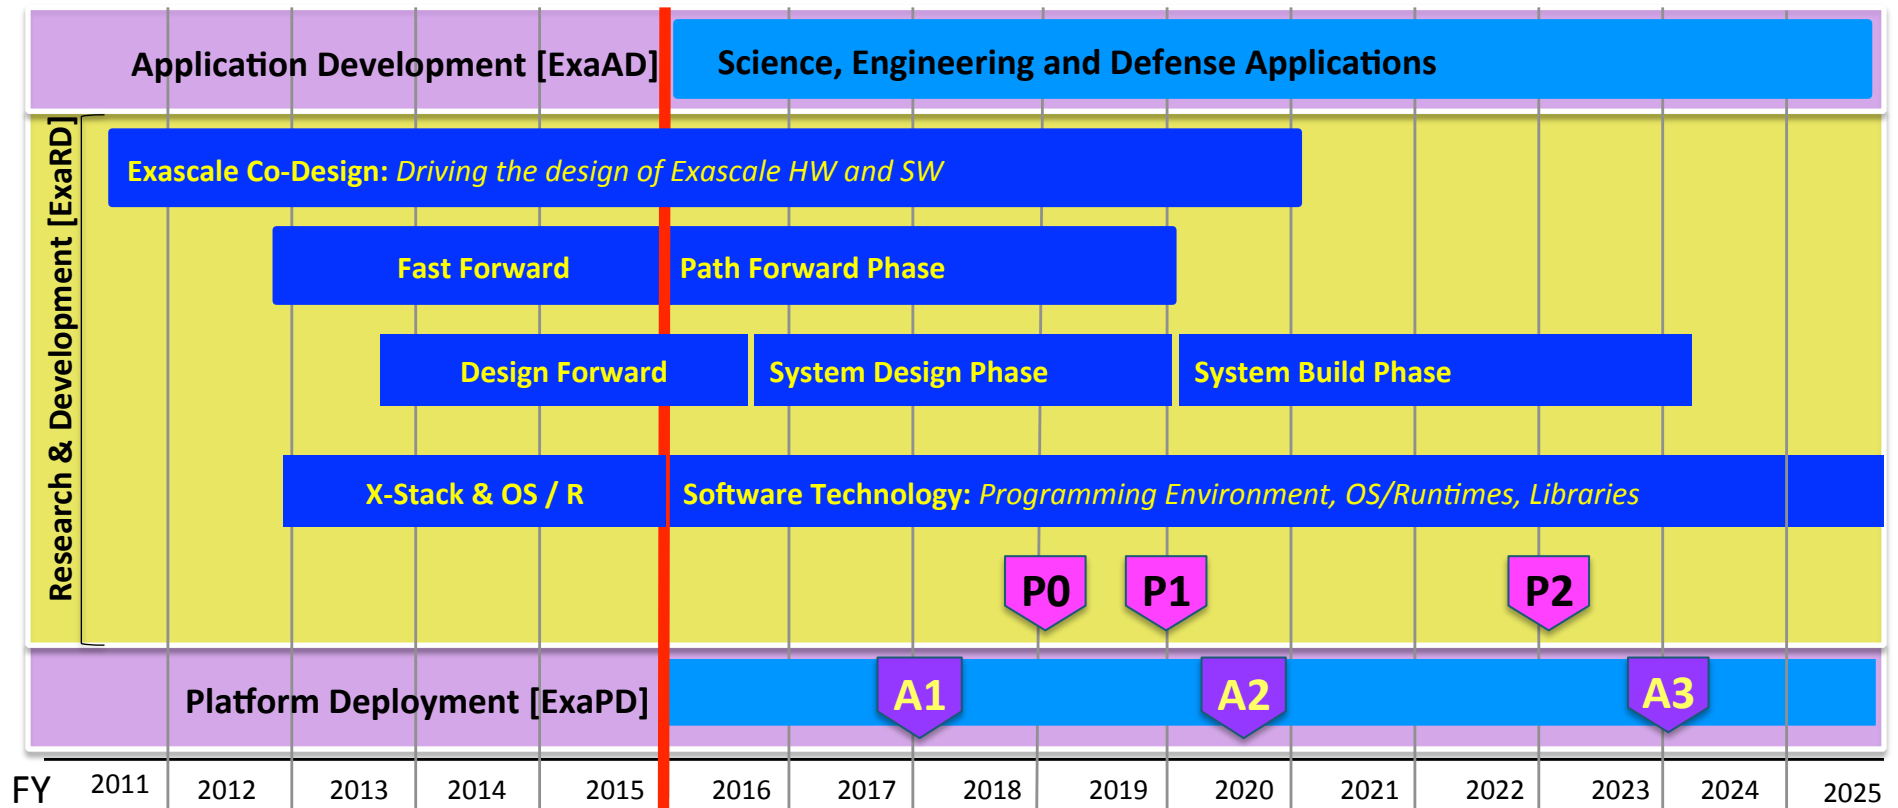 Application Development [ExaAD]
Science, Engineering and Defense Applications
Research & Development [ExaRD]
Exascale Co-Design: Driving the design of Exascale HW and SW
Fast Forward
Path Forward Phase
Design Forward
System Design Phase
System Build Phase
X-Stack & OS / R
Software Technology: Programming Environment, OS/Runtimes, Libraries
P0
P1
P2
Platform Deployment [ExaPD]
A1
A2
A3
FY 2011 2012 2013 2014 2015 2016 2017 2018 2019 2020 2021 2022 2023 2024 2025